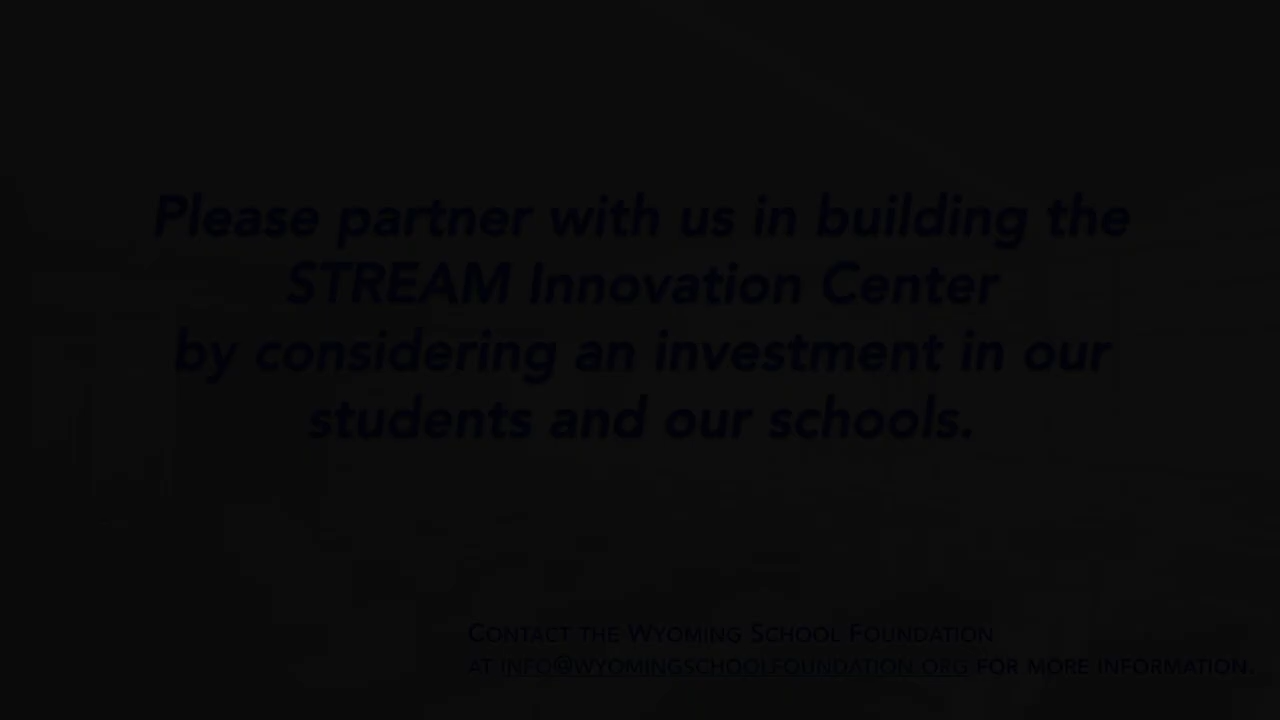 Please partner with us in building the
STREAM Innovation Center
by considering an investment in our
students and our schools.
Contact the Wyoming School Foundation
at info@wyomingschoolfoundation.org for more information.